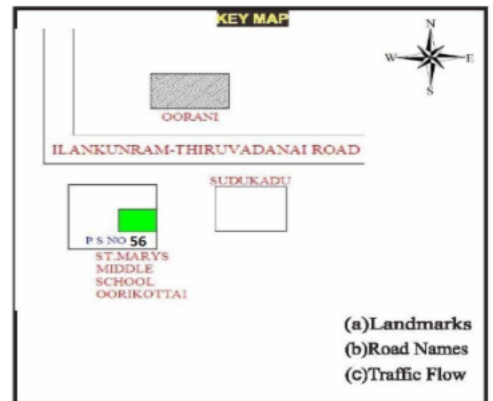 KEY MAP
N
W E
S
OORANI
ILANKUNRAM-THIRUVADANAI ROAD
SUDUKADU
P S NO 56
ST.MARYS
MIDDLE
SCHOOL
OORIKOTTAI
(a)Landmarks
(b)Road Names
(c)Traffic Flow